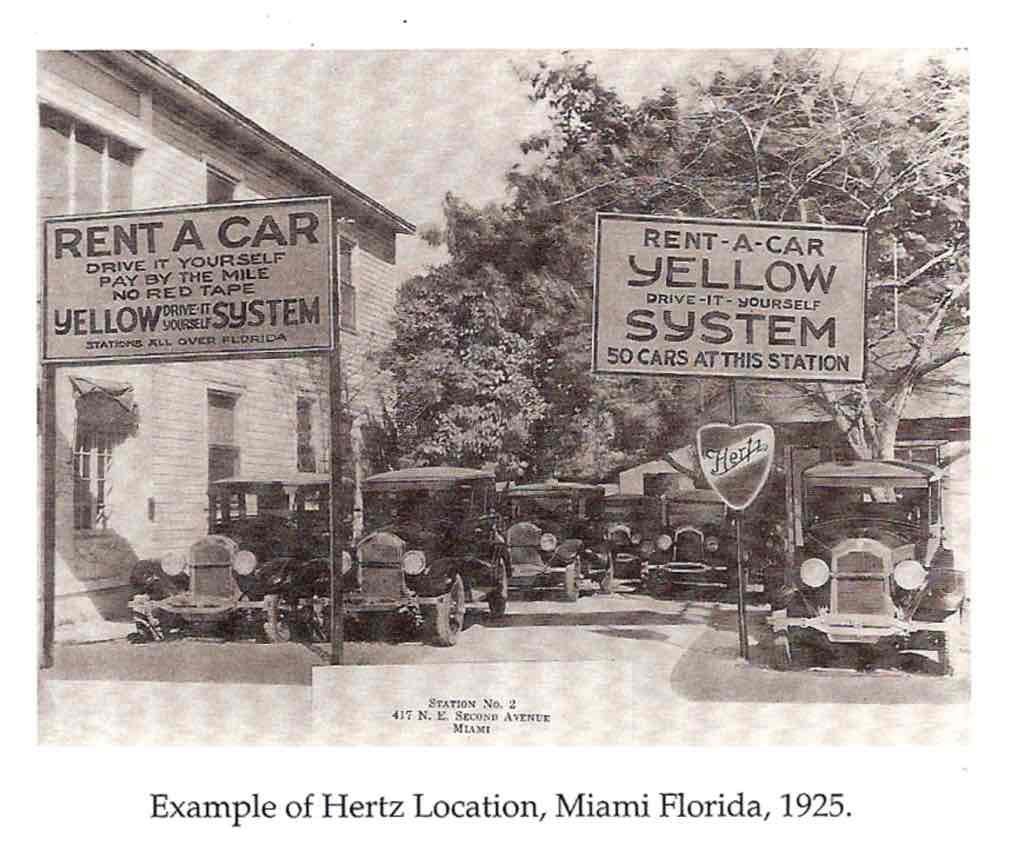 RENT A CAR
DRIVE IT YOURSELF
PAY BY THE MILE
NO RED TAPE
YELLOW DRIVE-IT YOURSELF SYSTEM
STATIONS ALL OVER FLORIDA
RENT-A-CAR
YELLOW
DRIVE-IT-YOURSELF
SYSTEM
50 CARS AT THIS STATION
Hertz
STATION NO. 2
417 N. E. SECOND AVENUE
MIAMI
Example of Hertz Location, Miami Florida, 1925.